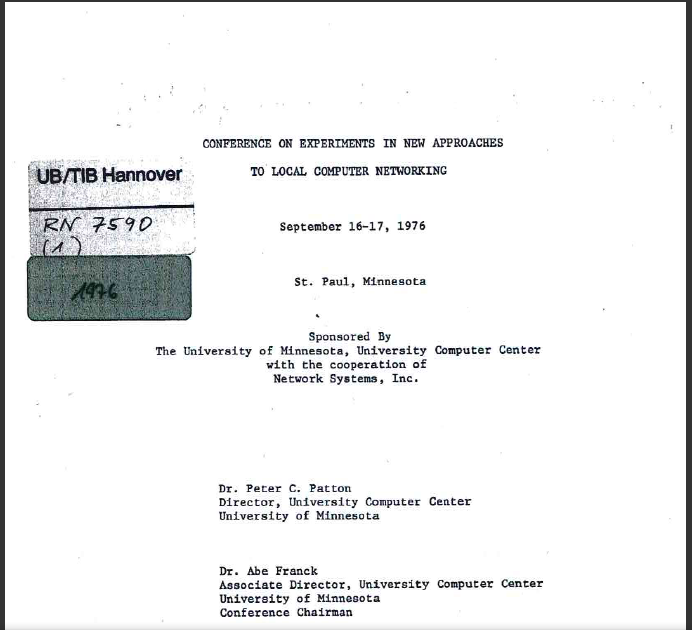 CONFERENCE ON EXPERIMENTS IN NEW APPROACHES
TO LOCAL COMPUTER NETWORKING
UB/TIB Hannover
RN 7590
(1)
1976
September 16-17, 1976
St. Paul, Minnesota
Sponsored By
The University of Minnesota, University Computer Center
with the cooperation of
Network Systems, Inc.
Dr. Peter C. Patton
Director, University Computer Center
University of Minnesota
Dr. Abe Franck
Associate Director, University Computer Center
University of Minnesota
Conference Chairman